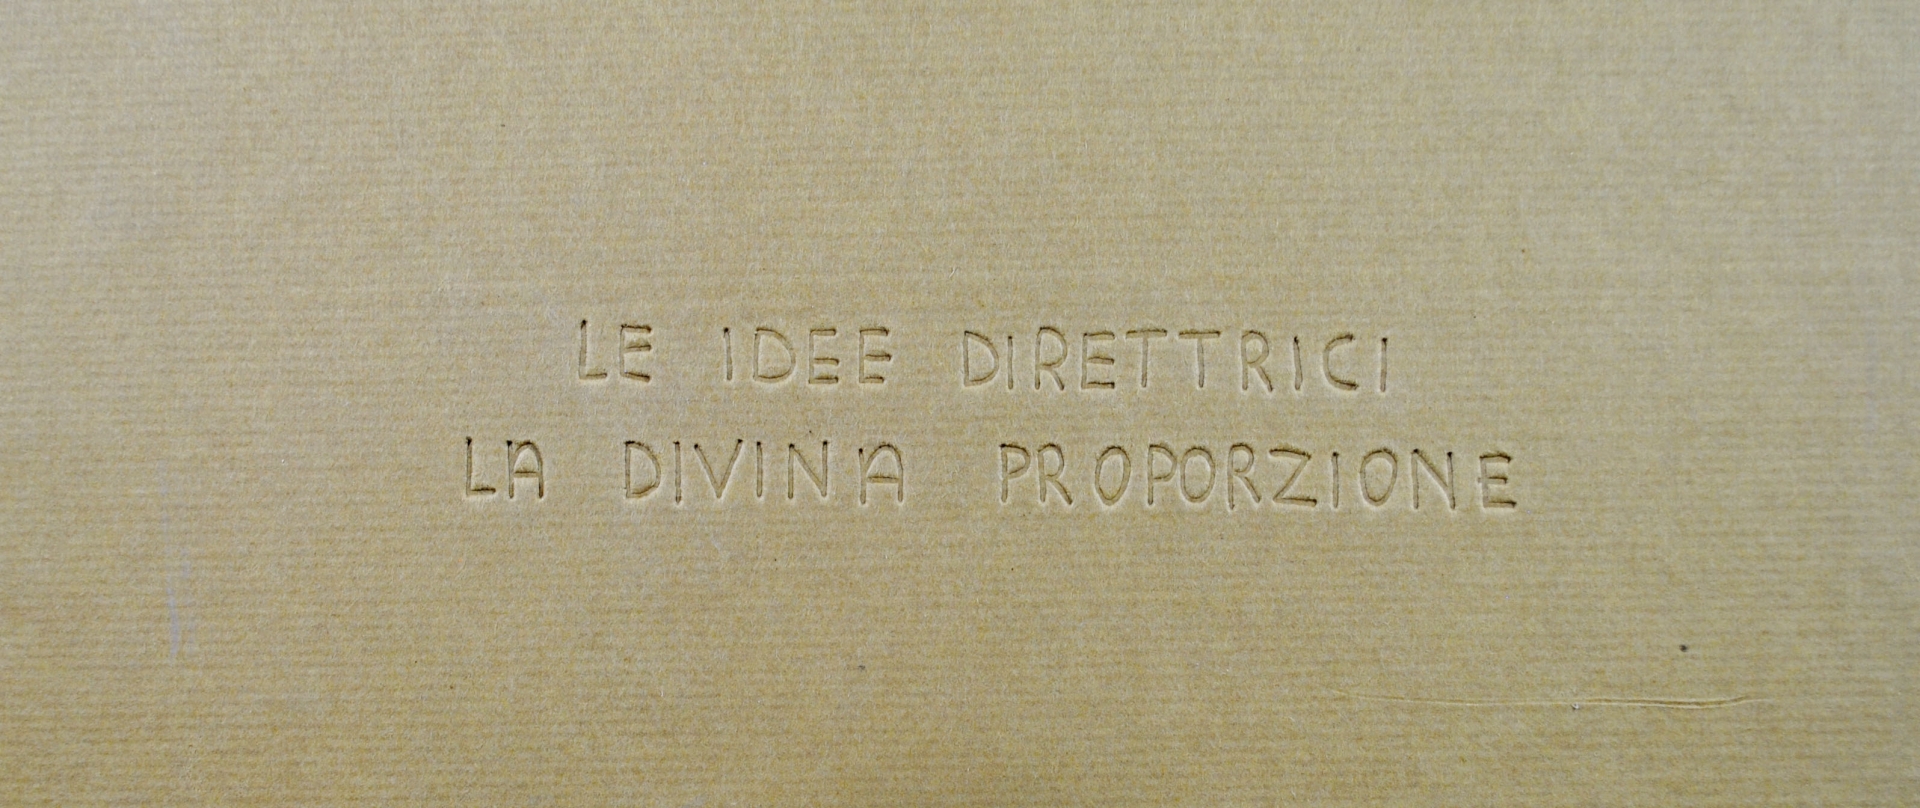 LE IDEE DIRETTRICI
LA DIVINA PROPORZIONE